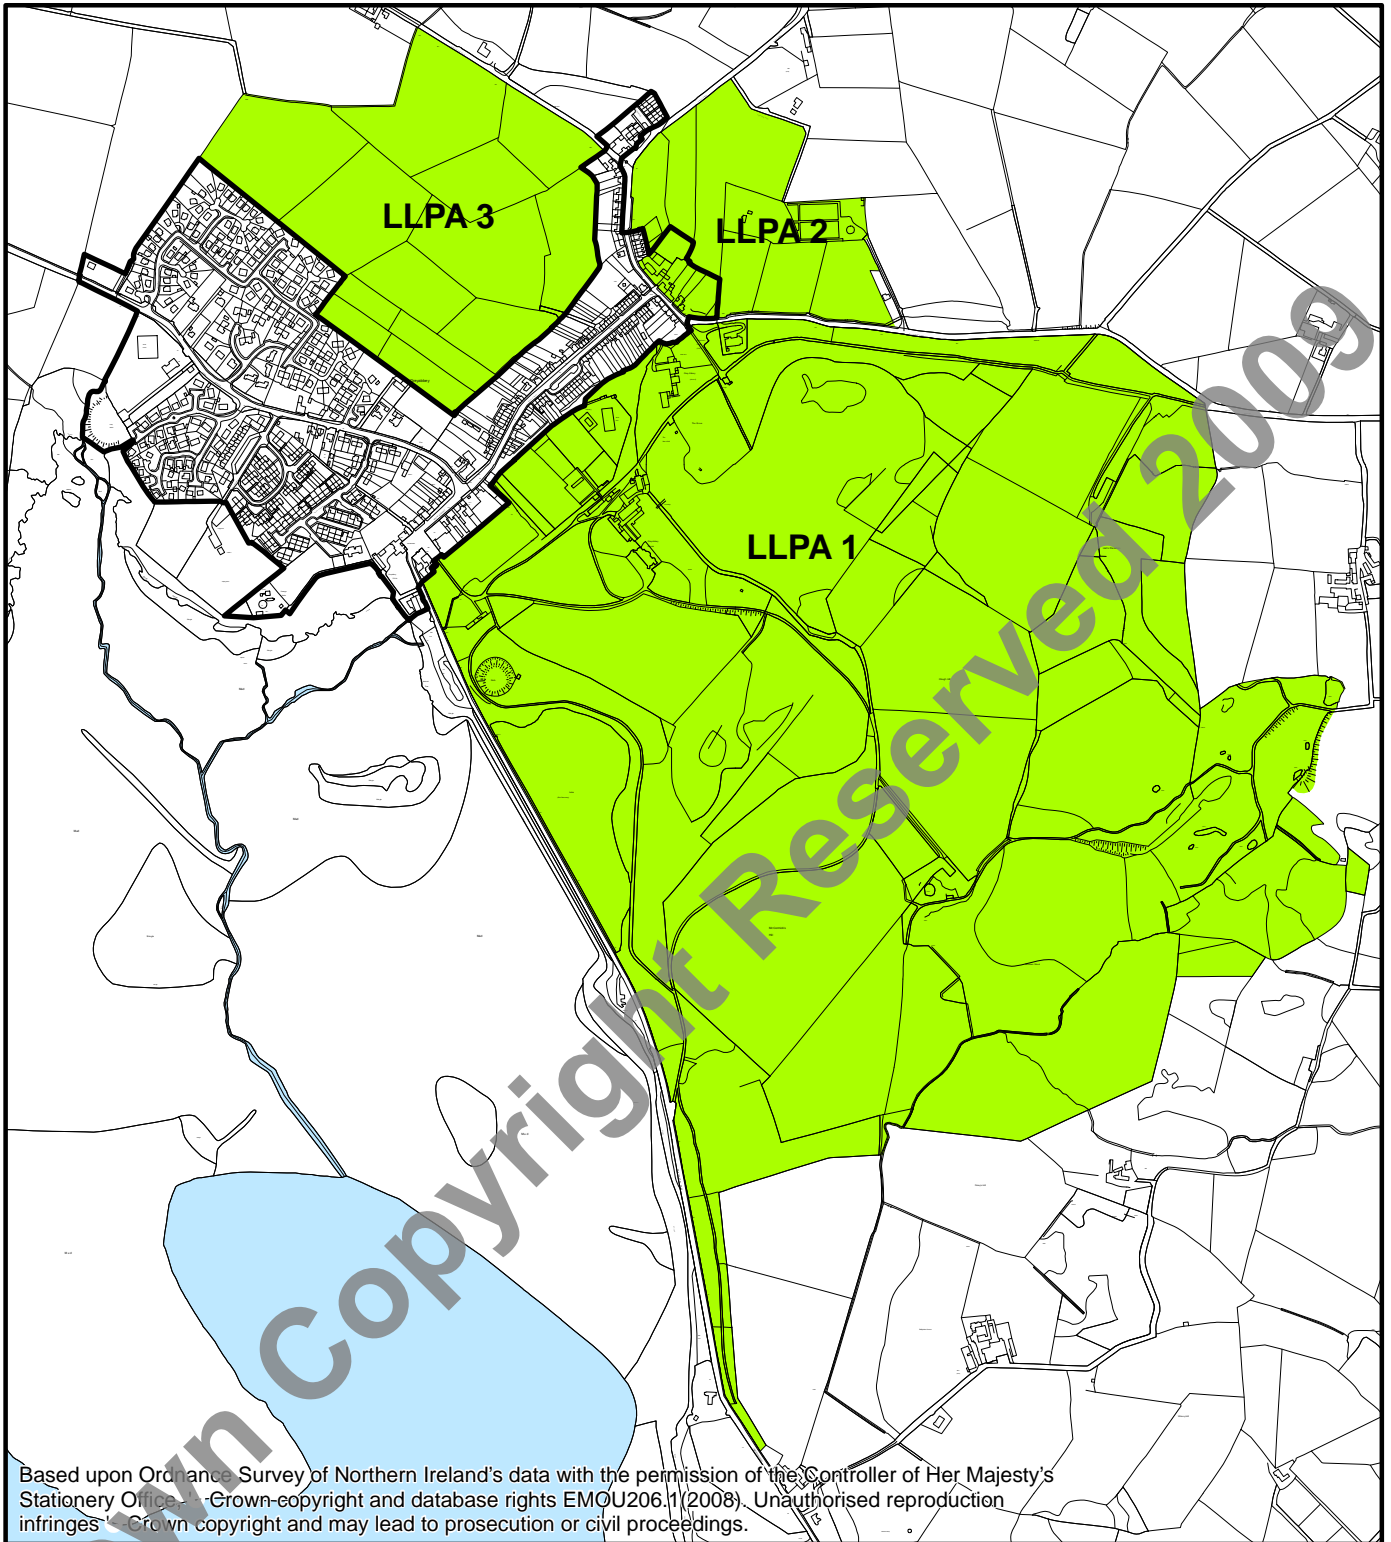 LLPA 3
LLPA 2
LLPA 1
wn Copyright Reserved 2009
Based upon Ordnance Survey of Northern Ireland's data with the permission of the Controller of Her Majesty's
Stationery Office, Crown copyright and database rights EMOU206.1(2008). Unauthorised reproduction
infringes Crown copyright and may lead to prosecution or civil proceedings.